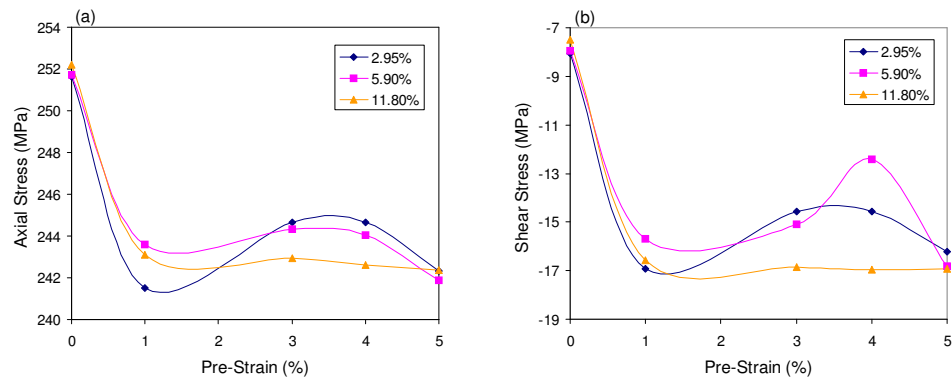 (a)
254
252
250
248
246
244
242
240
Axial Stress (MPa)
0 1 2 3 4 5
Pre-Strain (%)
2.95%
5.90%
11.80%
(b)
-7
-9
-11
-13
-15
-17
-19
Shear Stress (MPa)
0 1 2 3 4 5
Pre-Strain (%)
2.95%
5.90%
11.80%